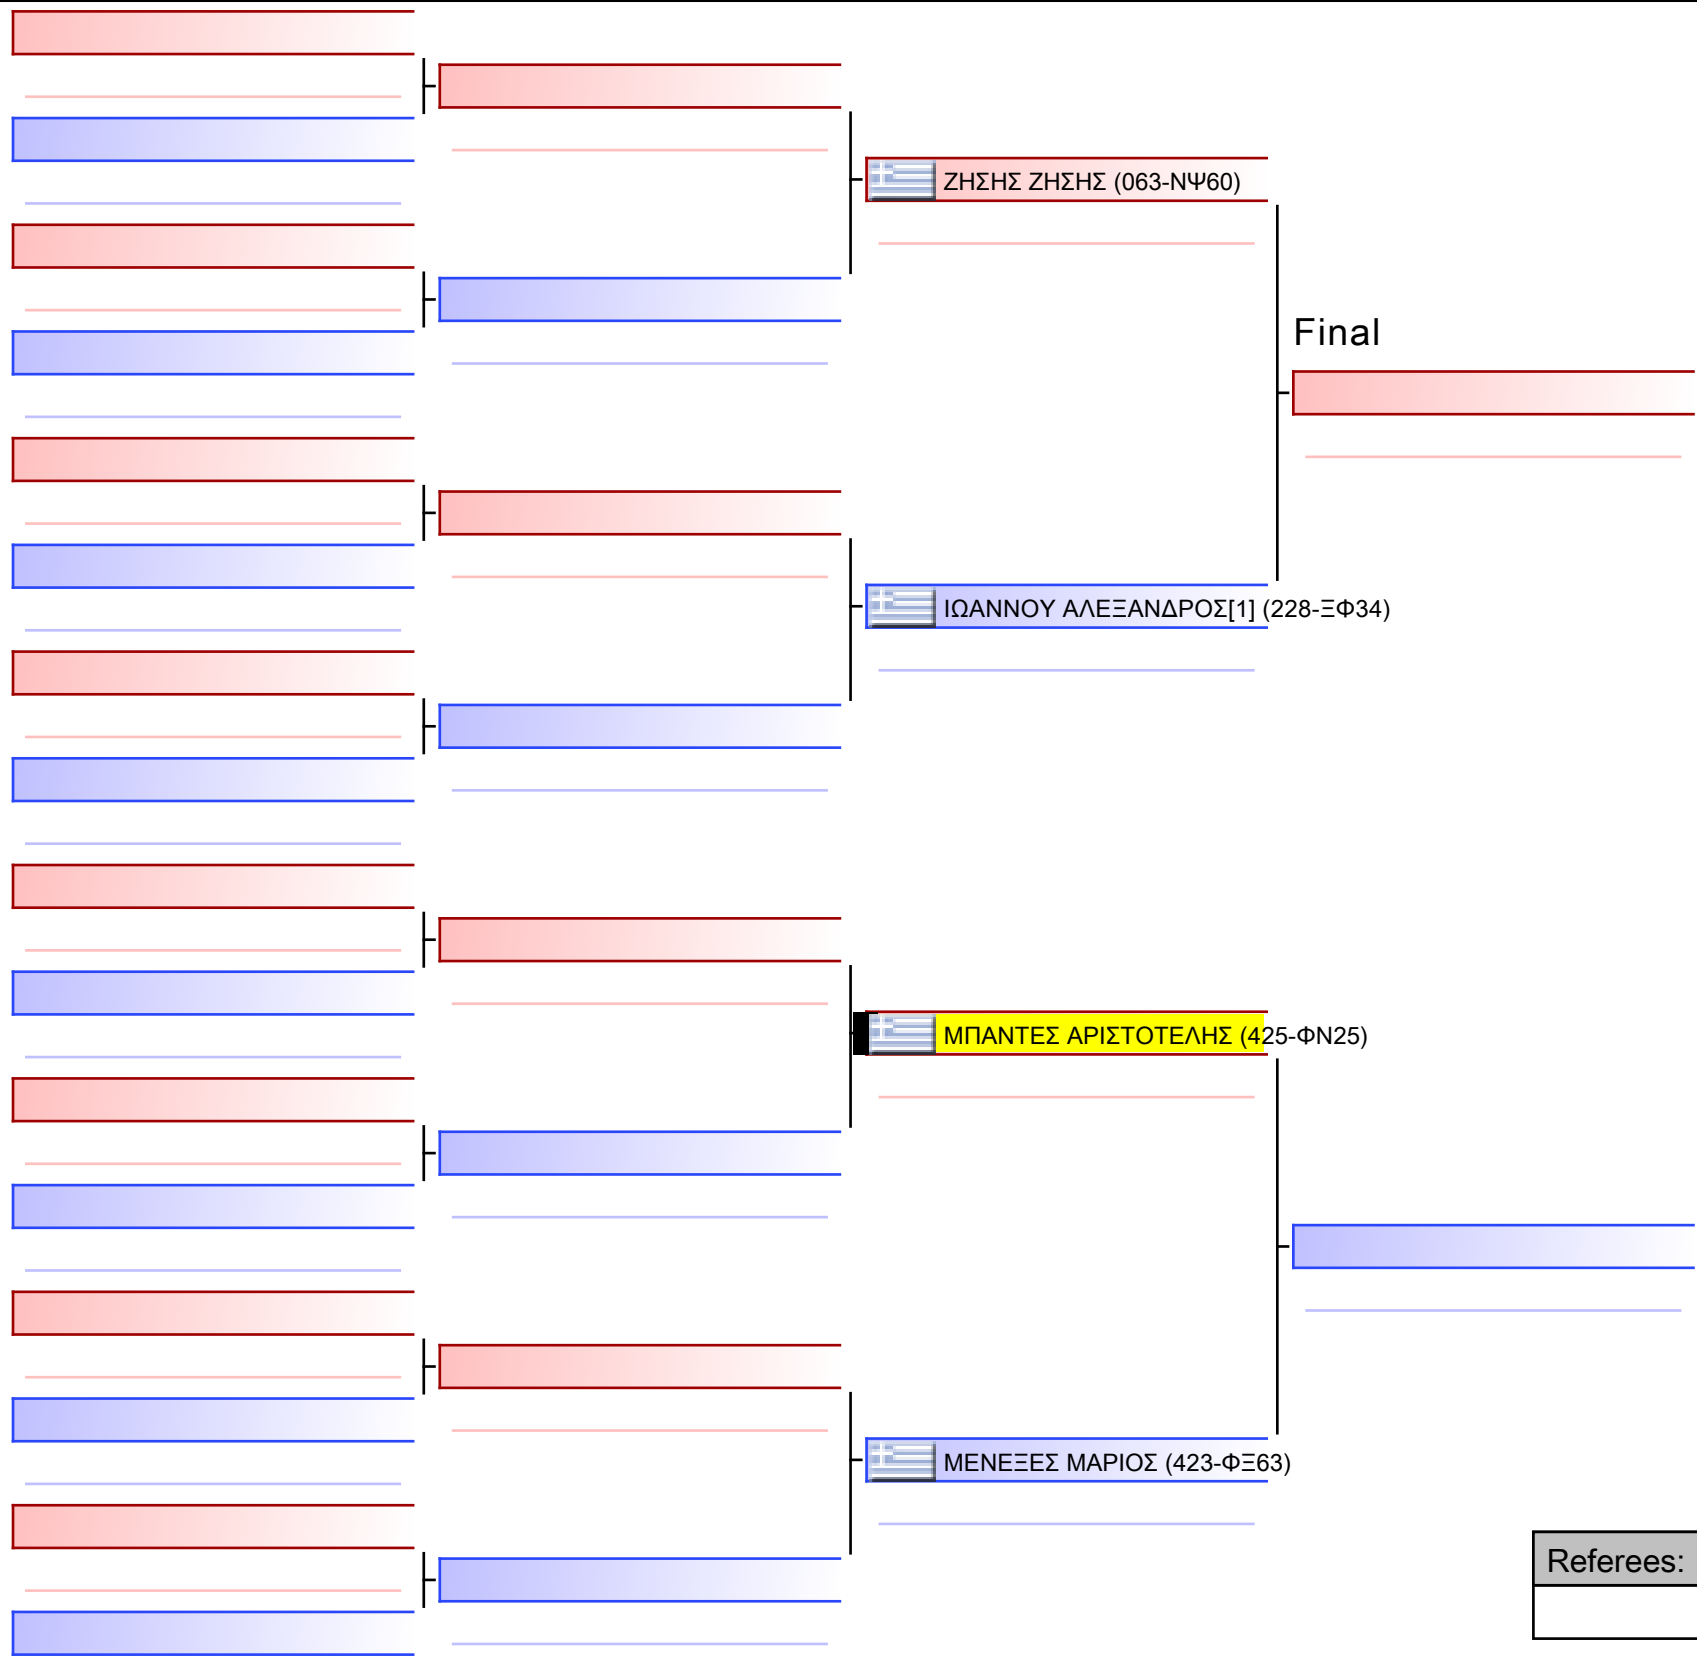 ΖΗΣΗΣ ΖΗΣΗΣ (063-ΝΨ60)
Final
ΙΩΑΝΝΟΥ ΑΛΕΞΑΝΔΡΟΣ[1] (228-ΞΦ34)
ΜΠΑΝΤΕΣ ΑΡΙΣΤΟΤΕΛΗΣ (425-ΦΝ25)
ΜΕΝΕΞΕΣ ΜΑΡΙΟΣ (423-ΦΞ63)
Referees: